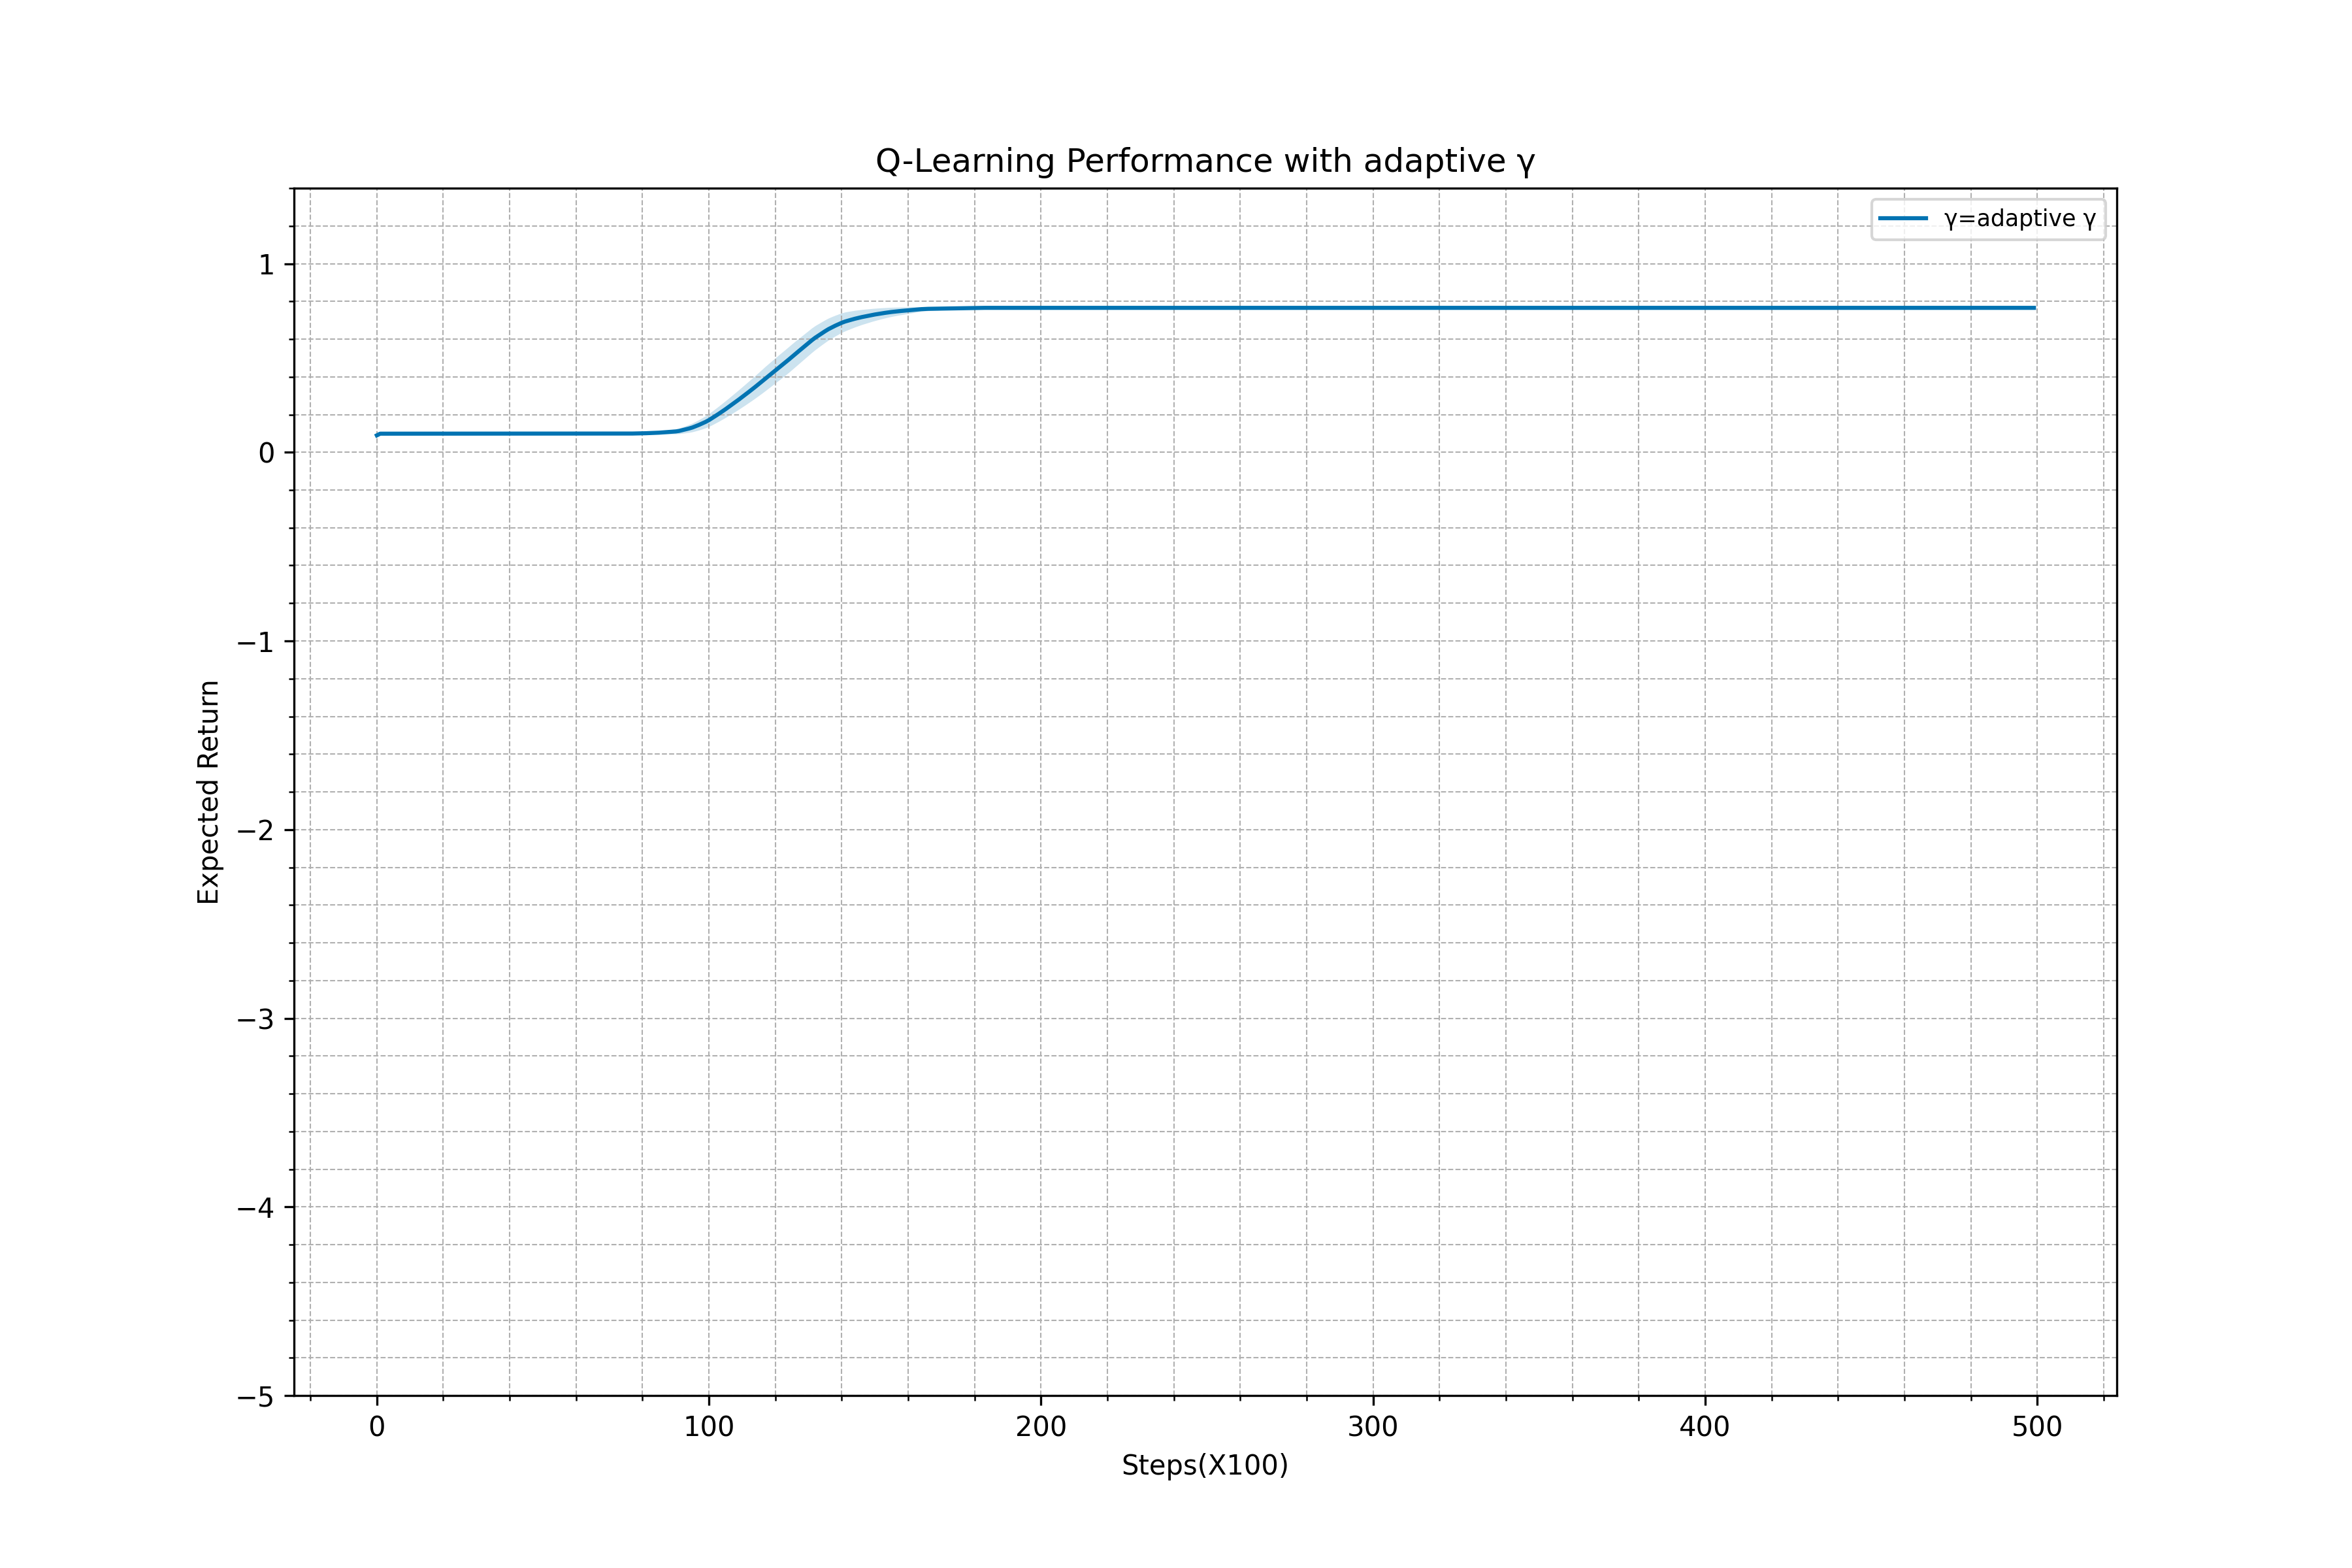 Q-Learning Performance with adaptive γ
γ=adaptive γ
1
0
−1
−2
−3
−4
−5
Expected Return
0 100 200 300 400 500
Steps(X100)